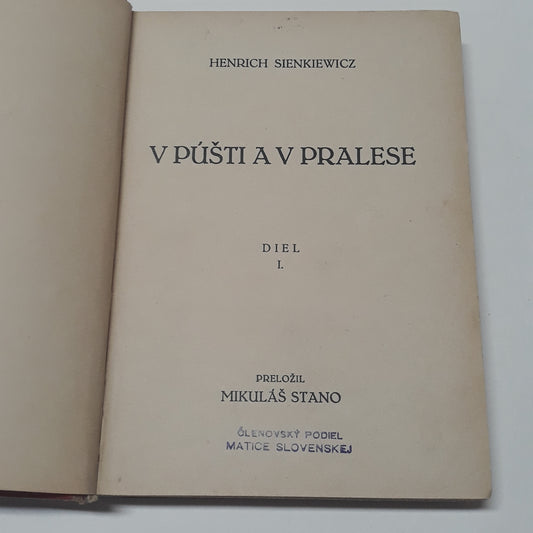 HENRICH SIENKIEWICZ
V PÚŠTI A V PRALESE
DIEL
I.
PRELOŽIL
MIKULÁŠ STANO
ČLENOVSKÝ PODIEL
MATICE SLOVENSKEJ